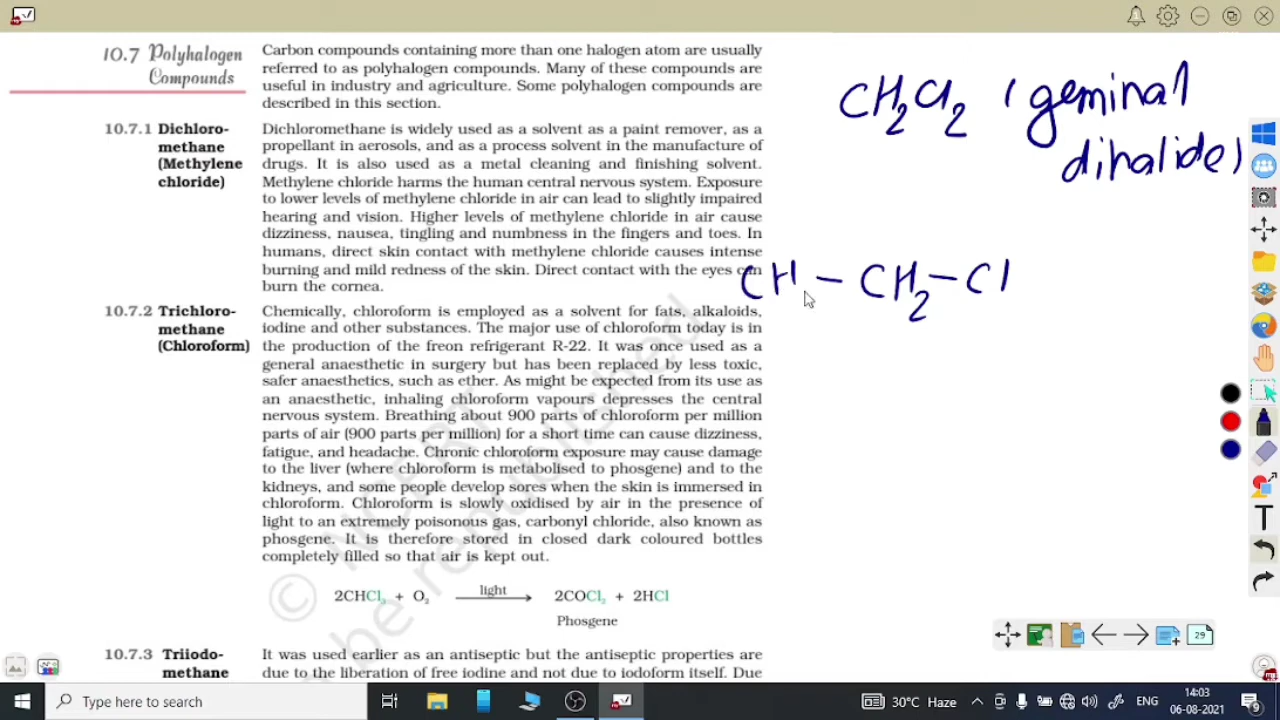 10.7 Polyhalogen
Compounds
Carbon compounds containing more than one halogen atom are usually
referred to as polyhalogen compounds. Many of these compounds are
useful in industry and agriculture. Some polyhalogen compounds are
described in this section.
10.7.1 Dichloro-
methane
(Methylene
chloride)
Dichloromethane is widely used as a solvent as a paint remover, as a
propellant in aerosols, and as a process solvent in the manufacture of
drugs. It is also used as a metal cleaning and finishing solvent.
Methylene chloride harms the human central nervous system. Exposure
to lower levels of methylene chloride in air can lead to slightly impaired
hearing and vision. Higher levels of methylene chloride in air cause
dizziness, nausea, tingling and numbness in the fingers and toes. In
humans, direct skin contact with methylene chloride causes intense
burning and mild redness of the skin. Direct contact with the eyes can
burn the cornea.
10.7.2 Trichloro-
methane
(Chloroform)
Chemically, chloroform is employed as a solvent for fats, alkaloids,
iodine and other substances. The major use of chloroform today is in
the production of the freon refrigerant R-22. It was once used as a
general anaesthetic in surgery but has been replaced by less toxic,
safer anaesthetics, such as ether. As might be expected from its use as
an anaesthetic, inhaling chloroform vapours depresses the central
nervous system. Breathing about 900 parts of chloroform per million
parts of air (900 parts per million) for a short time can cause dizziness,
fatigue, and headache. Chronic chloroform exposure may cause damage
to the liver (where chloroform is metabolised to phosgene) and to the
kidneys, and some people develop sores when the skin is immersed in
chloroform. Chloroform is slowly oxidised by air in the presence of
light to an extremely poisonous gas, carbonyl chloride, also known as
phosgene. It is therefore stored in closed dark coloured bottles
completely filled so that air is kept out.
2CHCl₃ + O₂ light → 2COCl₂ + 2HCl
Phosgene
10.7.3 Triiodo-
methane
It was used earlier as an antiseptic but the antiseptic properties are
due to the liberation of free iodine and not due to iodoform itself. Due
© NCERT
be republished
CH₂Cl₂ (geminal
dihalide)
CH – CH₂ – Cl
T
29
Type here to search
30°C Haze
ENG
14:03
06-08-2021
9